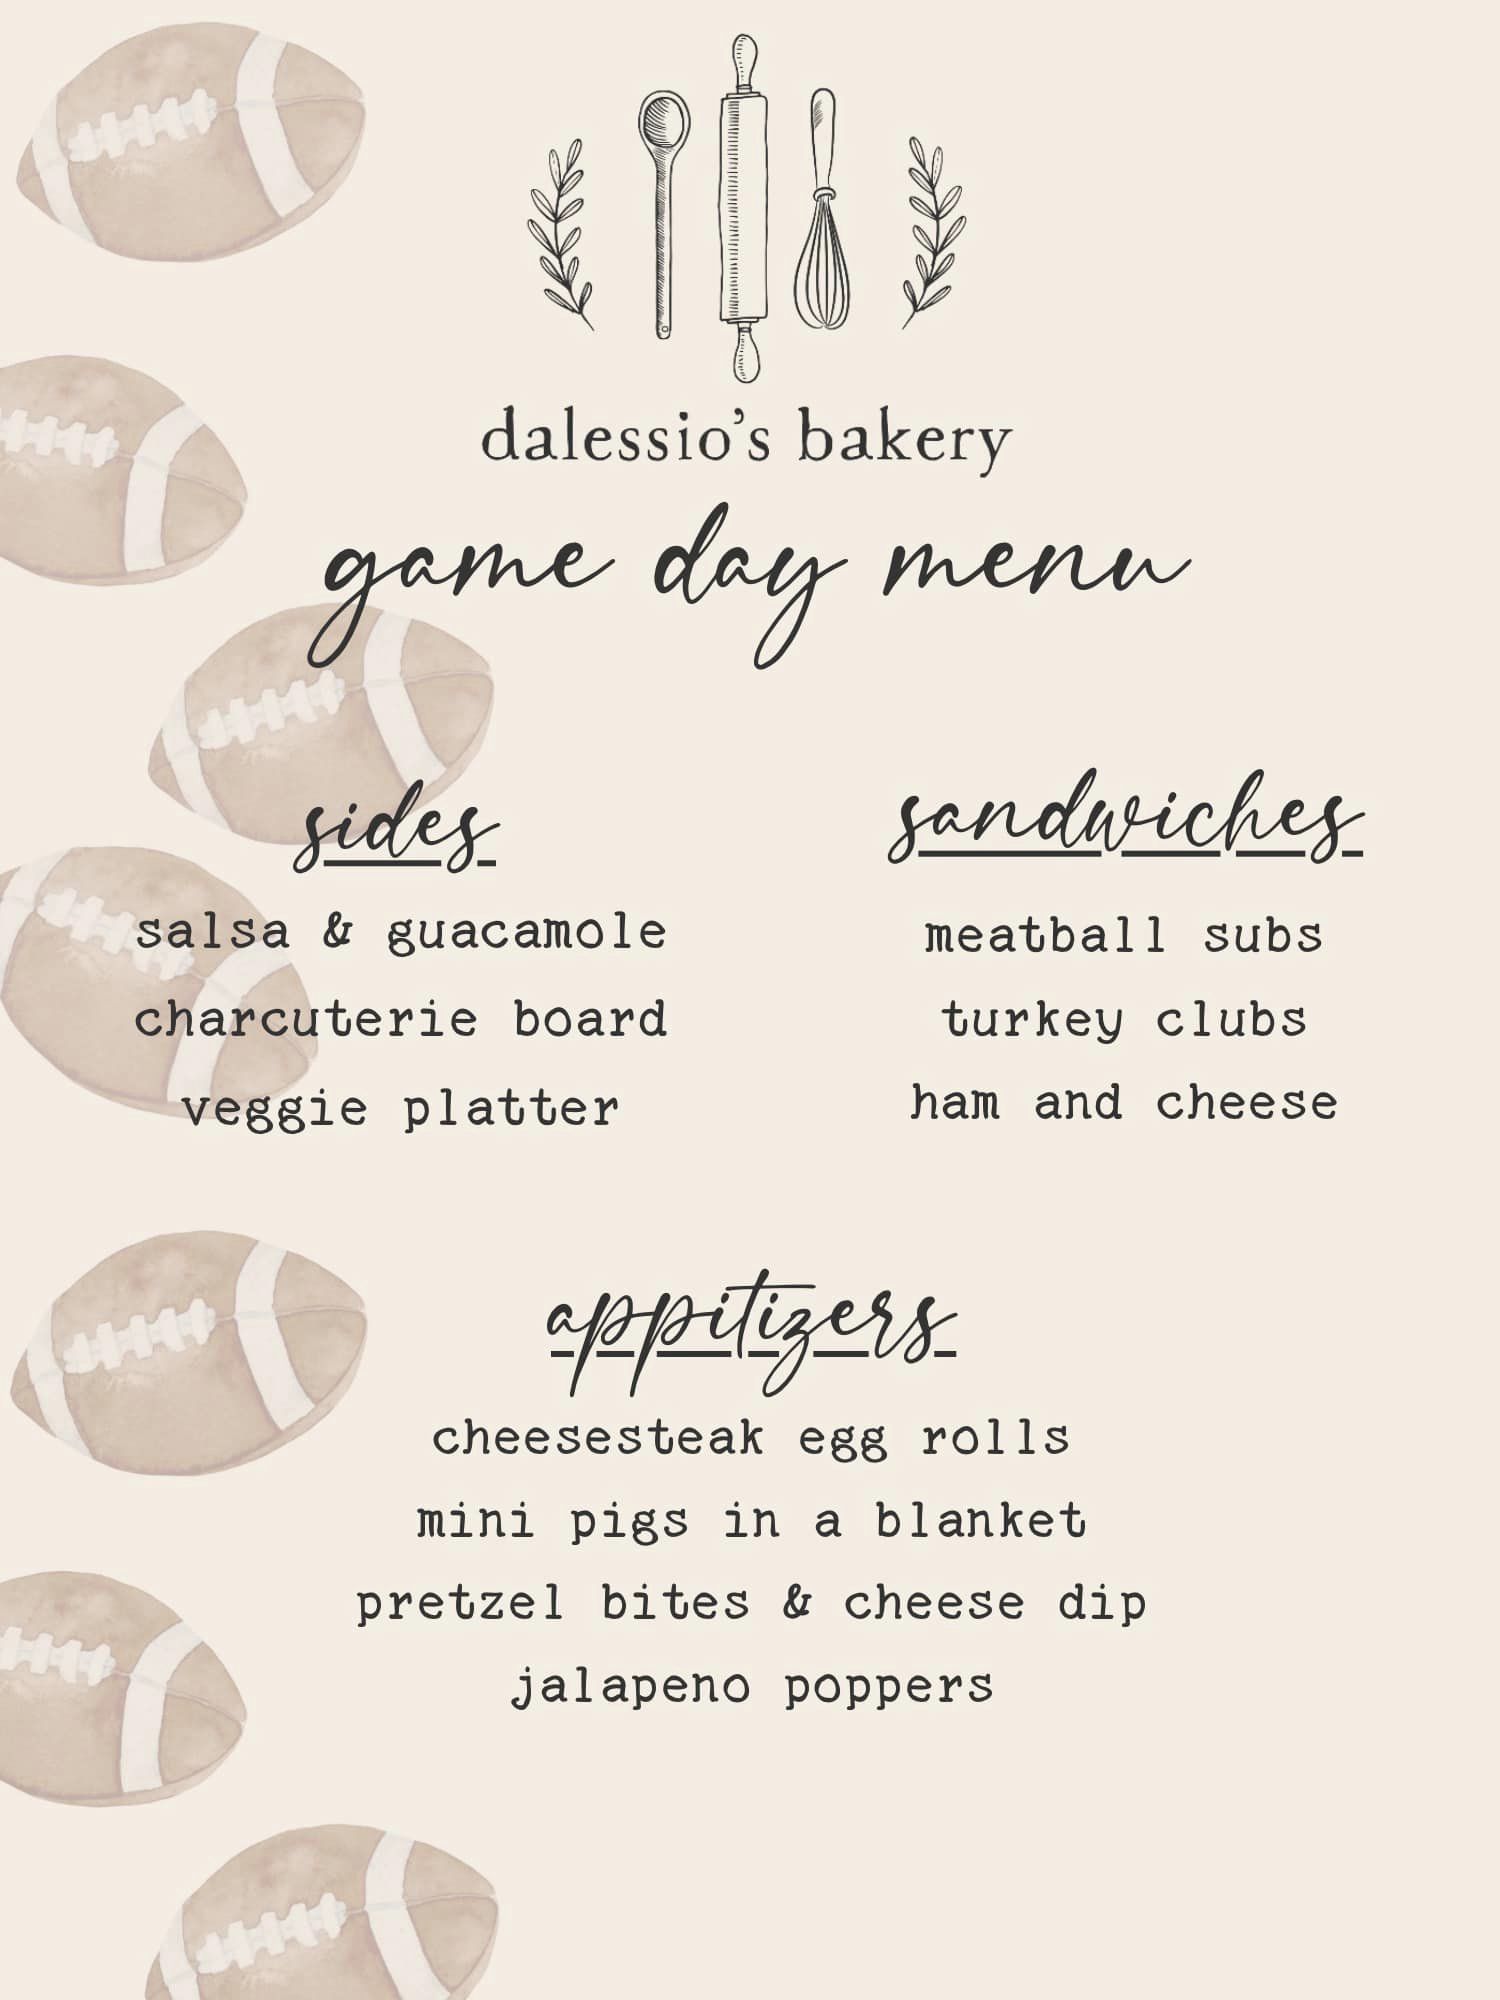 dalessio's bakery
game day menu
sides
salsa & guacamole
charcuterie board
veggie platter
sandwiches
meatball subs
turkey clubs
ham and cheese
appitizers
cheesesteak egg rolls
mini pigs in a blanket
pretzel bites & cheese dip
jalapeno poppers